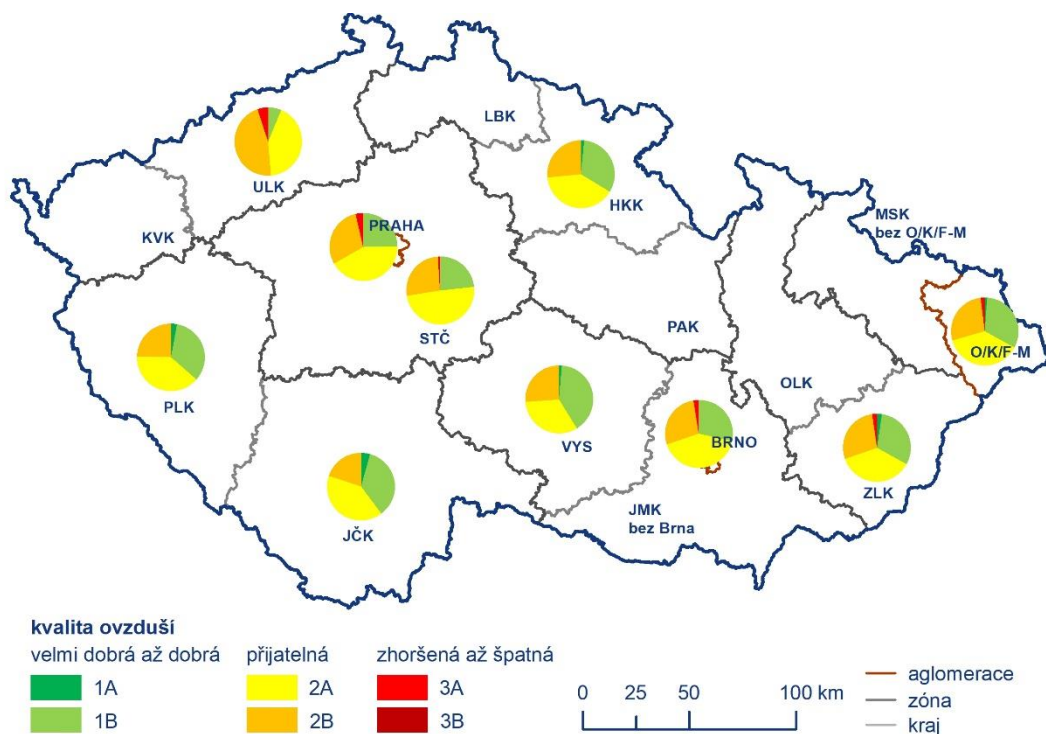 LBK
ULK
HKK
PRAHA
MSK
bez O/K/F-M
KVK
STČ
PAK
O/K/F-M
PLK
OLK
VYS
BRNO
ZLK
JČK
JMK
bez Brna
kvalita ovzduší
velmi dobrá až dobrá
přijatelná
zhoršená až špatná
1A
2A
3A
1B
2B
3B
0 25 50 100 km
aglomerace
zóna
kraj